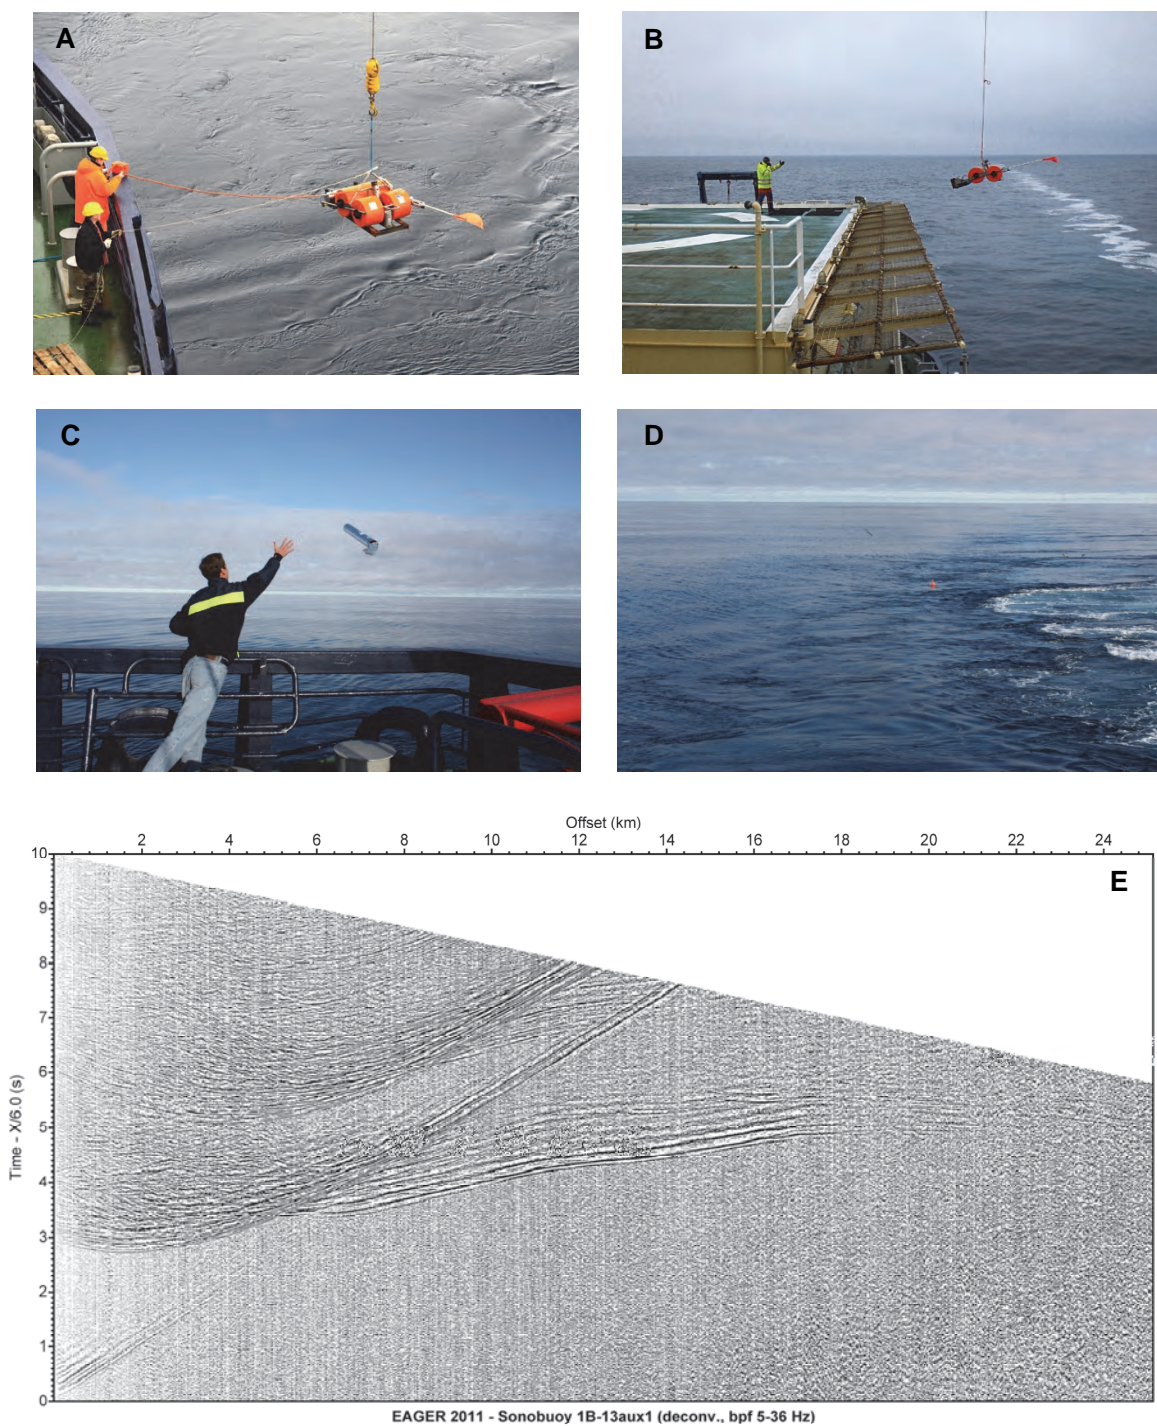 A
B
C
D
Offset (km)
2 4 6 8 10 12 14 16 18 20 22 24
E
10
9
8
7
6
5
4
3
2
1
0
Time - X/6.0 (s)
EAGER 2011 - Sonobuoy 1B-13aux1 (deconv., bpf 5-36 Hz)